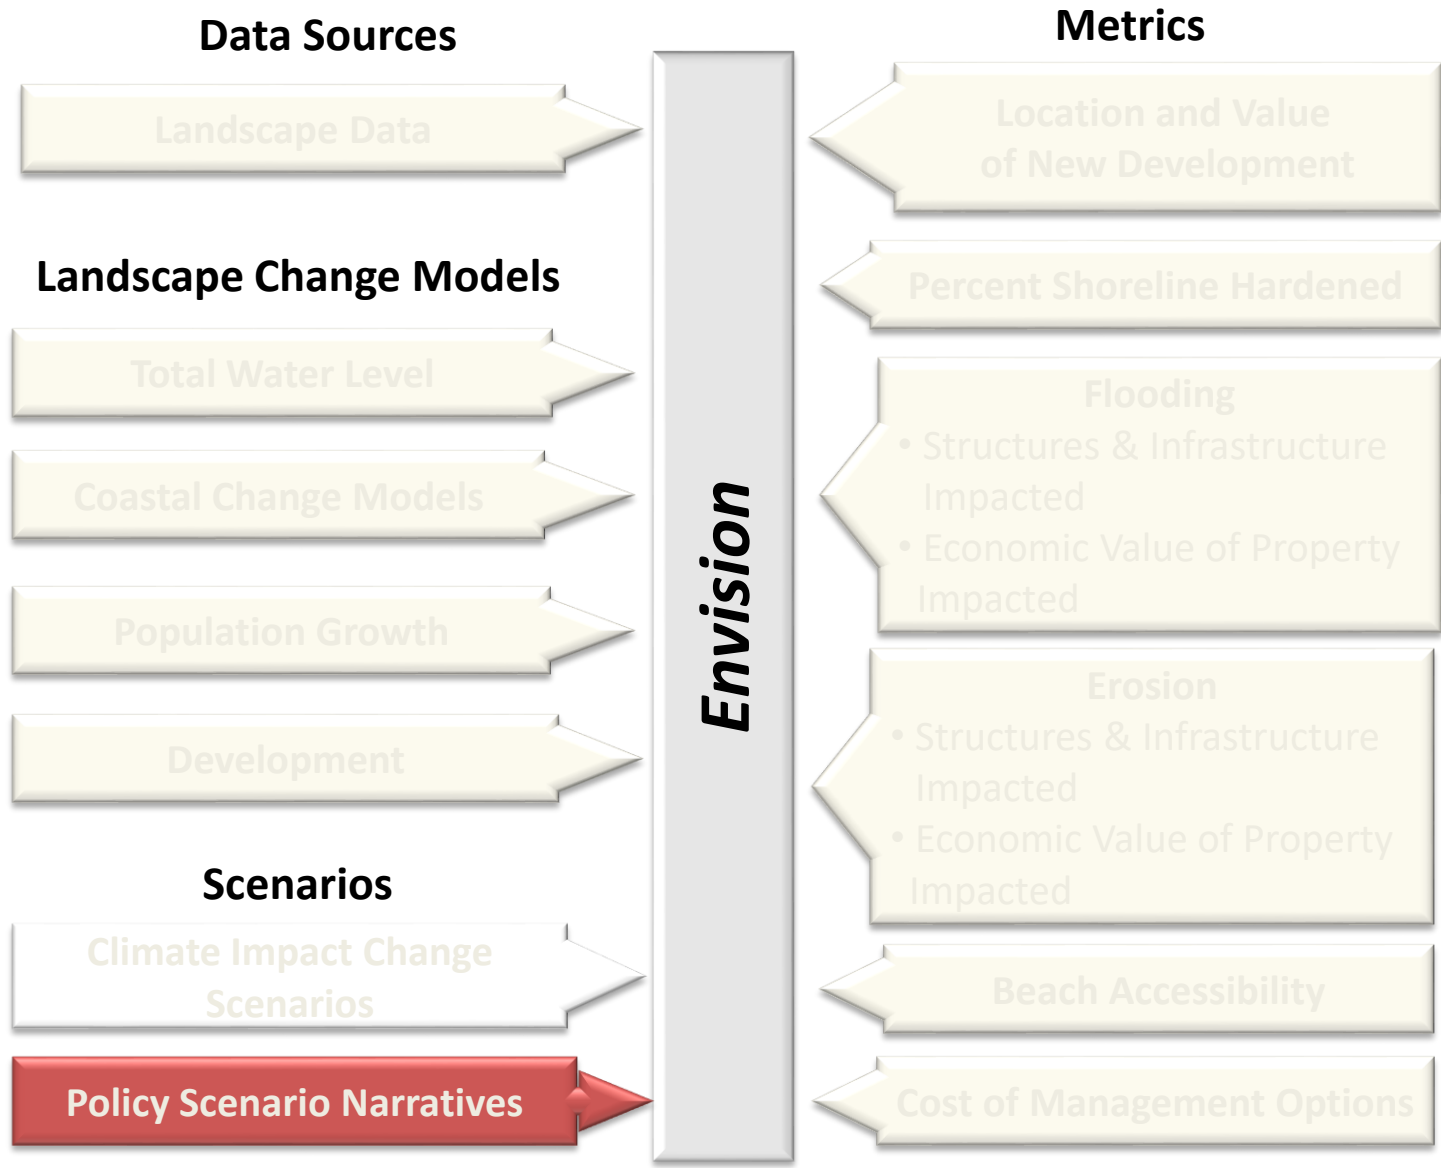 Data Sources
Landscape Data
Landscape Change Models
Total Water Level
Coastal Change Models
Population Growth
Development
Scenarios
Climate Impact Change
Scenarios
Policy Scenario Narratives
Envision
Metrics
Location and Value
of New Development
Percent Shoreline Hardened
Flooding
• Structures & Infrastructure
Impacted
• Economic Value of Property
Impacted
Erosion
• Structures & Infrastructure
Impacted
• Economic Value of Property
Impacted
Beach Accessibility
Cost of Management Options